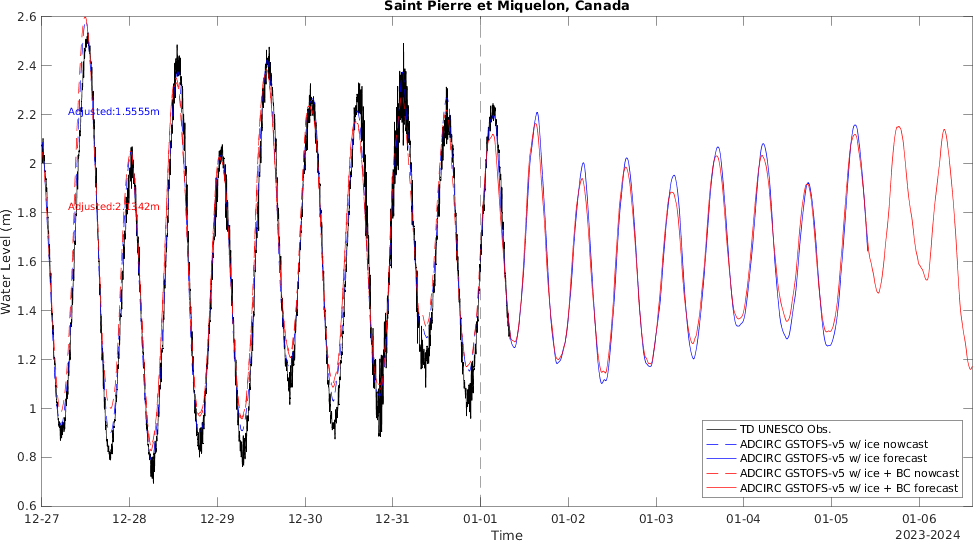 Saint Pierre et Miquelon, Canada
2.6
2.4
2.2
2
1.8
1.6
1.4
1.2
1
0.8
0.6
Water Level (m)
Adjusted:1.5555m
Adjusted:2.1342m
TD UNESCO Obs.
ADCIRC GSTOFS-v5 w/ ice nowcast
ADCIRC GSTOFS-v5 w/ ice forecast
ADCIRC GSTOFS-v5 w/ ice + BC nowcast
ADCIRC GSTOFS-v5 w/ ice + BC forecast
12-27 12-28 12-29 12-30 12-31 01-01 01-02 01-03 01-04 01-05 01-06
Time
2023-2024